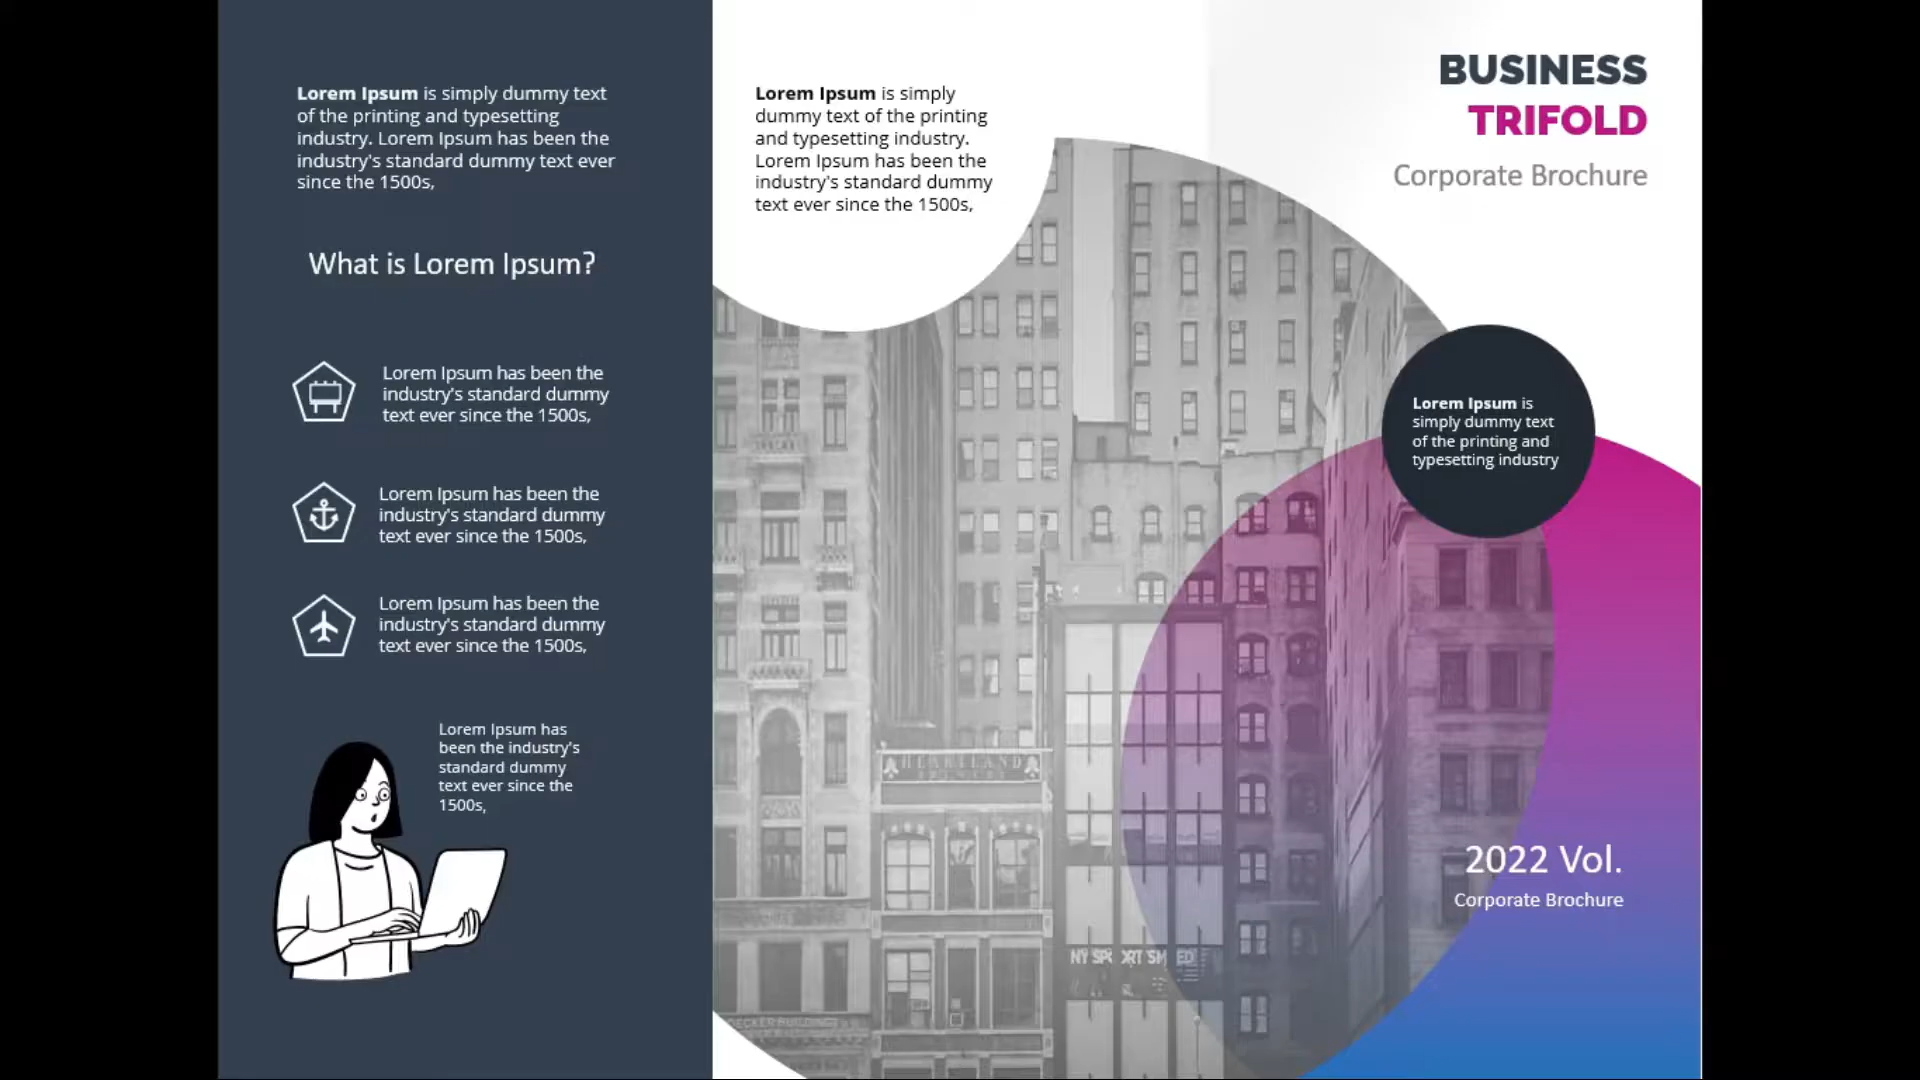 Lorem Ipsum is simply dummy text
of the printing and typesetting
industry. Lorem Ipsum has been the
industry's standard dummy text ever
since the 1500s,
What is Lorem Ipsum?
Lorem Ipsum has been the
industry's standard dummy
text ever since the 1500s,
Lorem Ipsum has been the
industry's standard dummy
text ever since the 1500s,
Lorem Ipsum has been the
industry's standard dummy
text ever since the 1500s,
Lorem Ipsum has
been the industry's
standard dummy
text ever since the
1500s,
Lorem Ipsum is simply
dummy text of the printing
and typesetting industry.
Lorem Ipsum has been the
industry's standard dummy
text ever since the 1500s,
HEARTLAND
BREWERY
NY SP
DECKER BUILDING
BUSINESS
TRIFOLD
Corporate Brochure
Lorem Ipsum is
simply dummy text
of the printing and
typesetting industry
2022 Vol.
Corporate Brochure